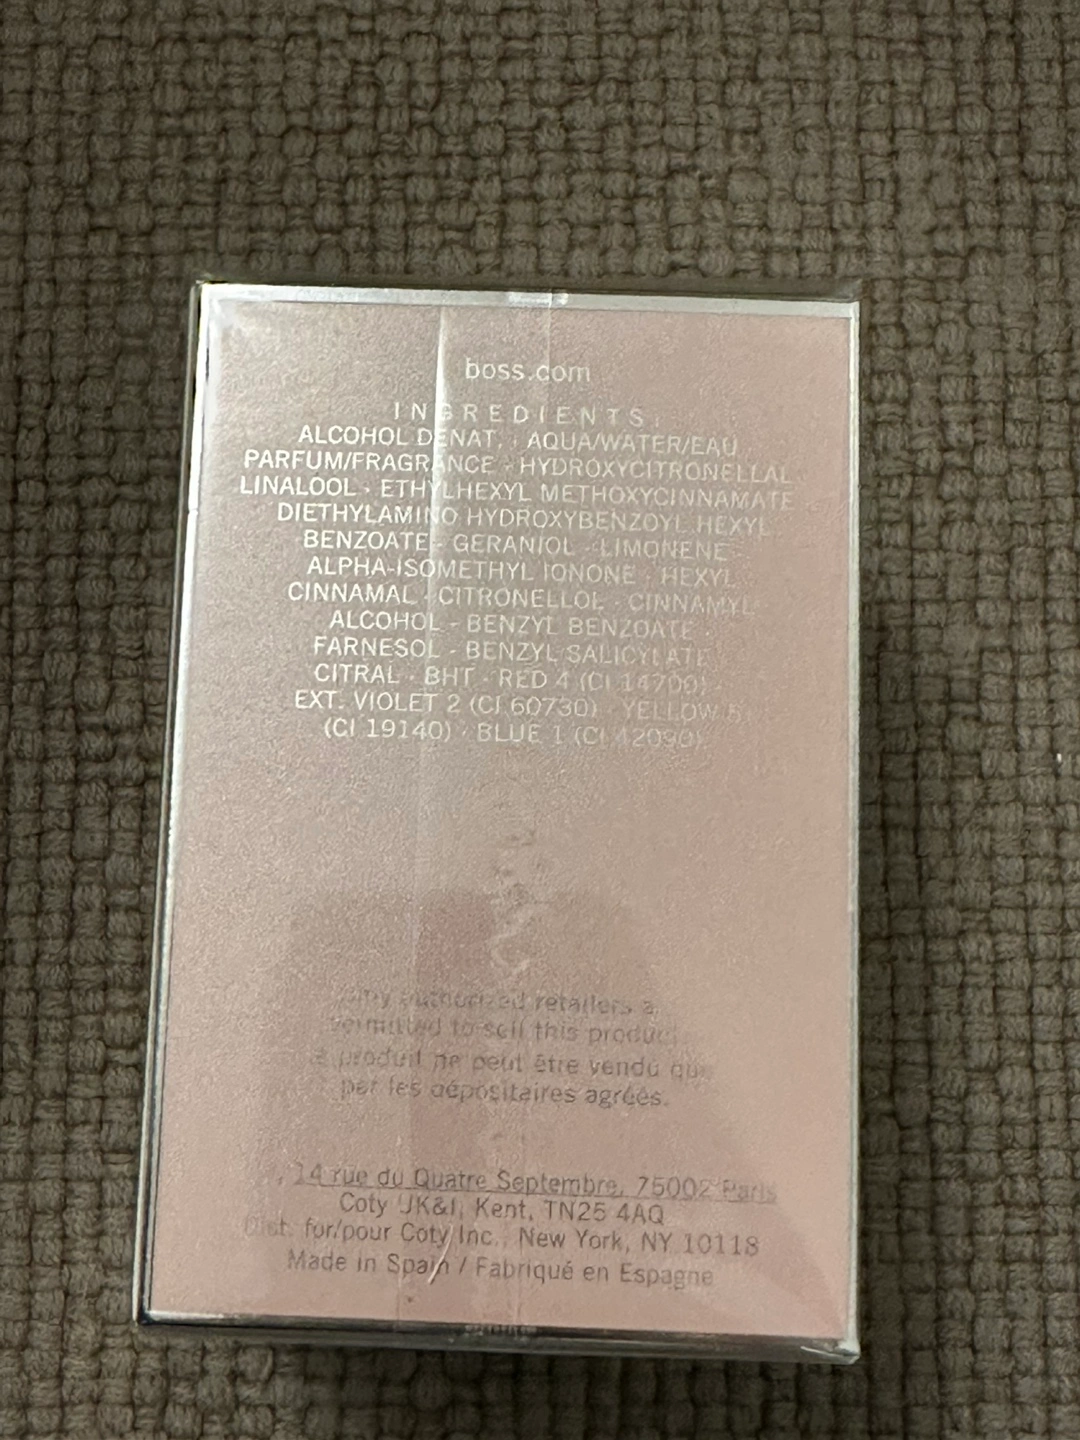 boss.com
INGREDIENTS:
ALCOHOL DENAT. · AQUA/WATER/EAU
PARFUM/FRAGRANCE · HYDROXYCITRONELLAL
LINALOOL · ETHYLHEXYL METHOXYCINNAMATE
DIETHYLAMINO HYDROXYBENZOYL HEXYL
BENZOATE · GERANIOL · LIMONENE
ALPHA-ISOMETHYL IONONE · HEXYL
CINNAMAL · CITRONELLOL · CINNAMYL
ALCOHOL · BENZYL BENZOATE ·
FARNESOL · BENZYL SALICYLATE
CITRAL · BHT · RED 4 (CI 14700) ·
EXT. VIOLET 2 (CI 60730) · YELLOW 5
(CI 19140) · BLUE 1 (CI 42090)
authorized retailers
permitted to sell this product
produit ne peut être vendu que
par les dépositaires agréés.
14 rue du Quatre Septembre, 75002 Paris
Coty UK&I, Kent, TN25 4AQ
Dist. for/pour Coty Inc., New York, NY 10118
Made in Spain / Fabriqué en Espagne